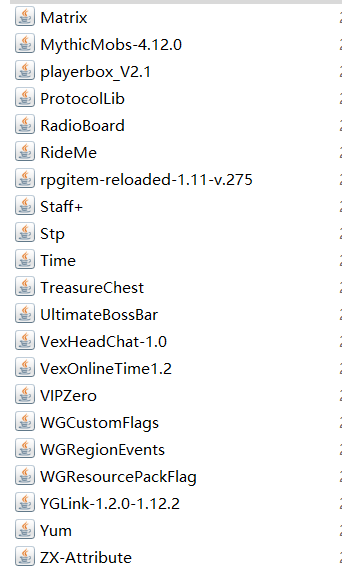 Matrix
MythicMobs-4.12.0
playerbox_V2.1
ProtocolLib
RadioBoard
RideMe
rpgitem-reloaded-1.11-v.275
Staff+
Stp
Time
TreasureChest
UltimateBossBar
VexHeadChat-1.0
VexOnlineTime1.2
VIPZero
WGCustomFlags
WGRegionEvents
WGResourcePackFlag
YGLink-1.2.0-1.12.2
Yum
ZX-Attribute